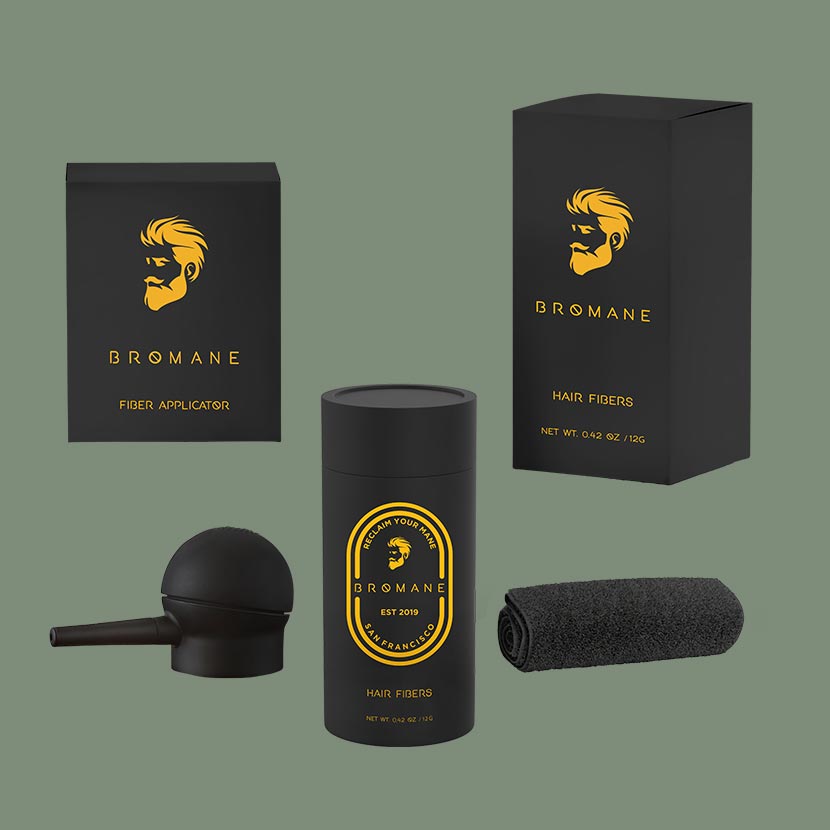 BROMANE
FIBER APPLICATOR
BROMANE
HAIR FIBERS
NET WT. 0.42 OZ /12G
RECLAIM YOUR MANE
BROMANE
EST 2019
SAN FRANCISCO
HAIR FIBERS
NET WT. 0.42 OZ /12G